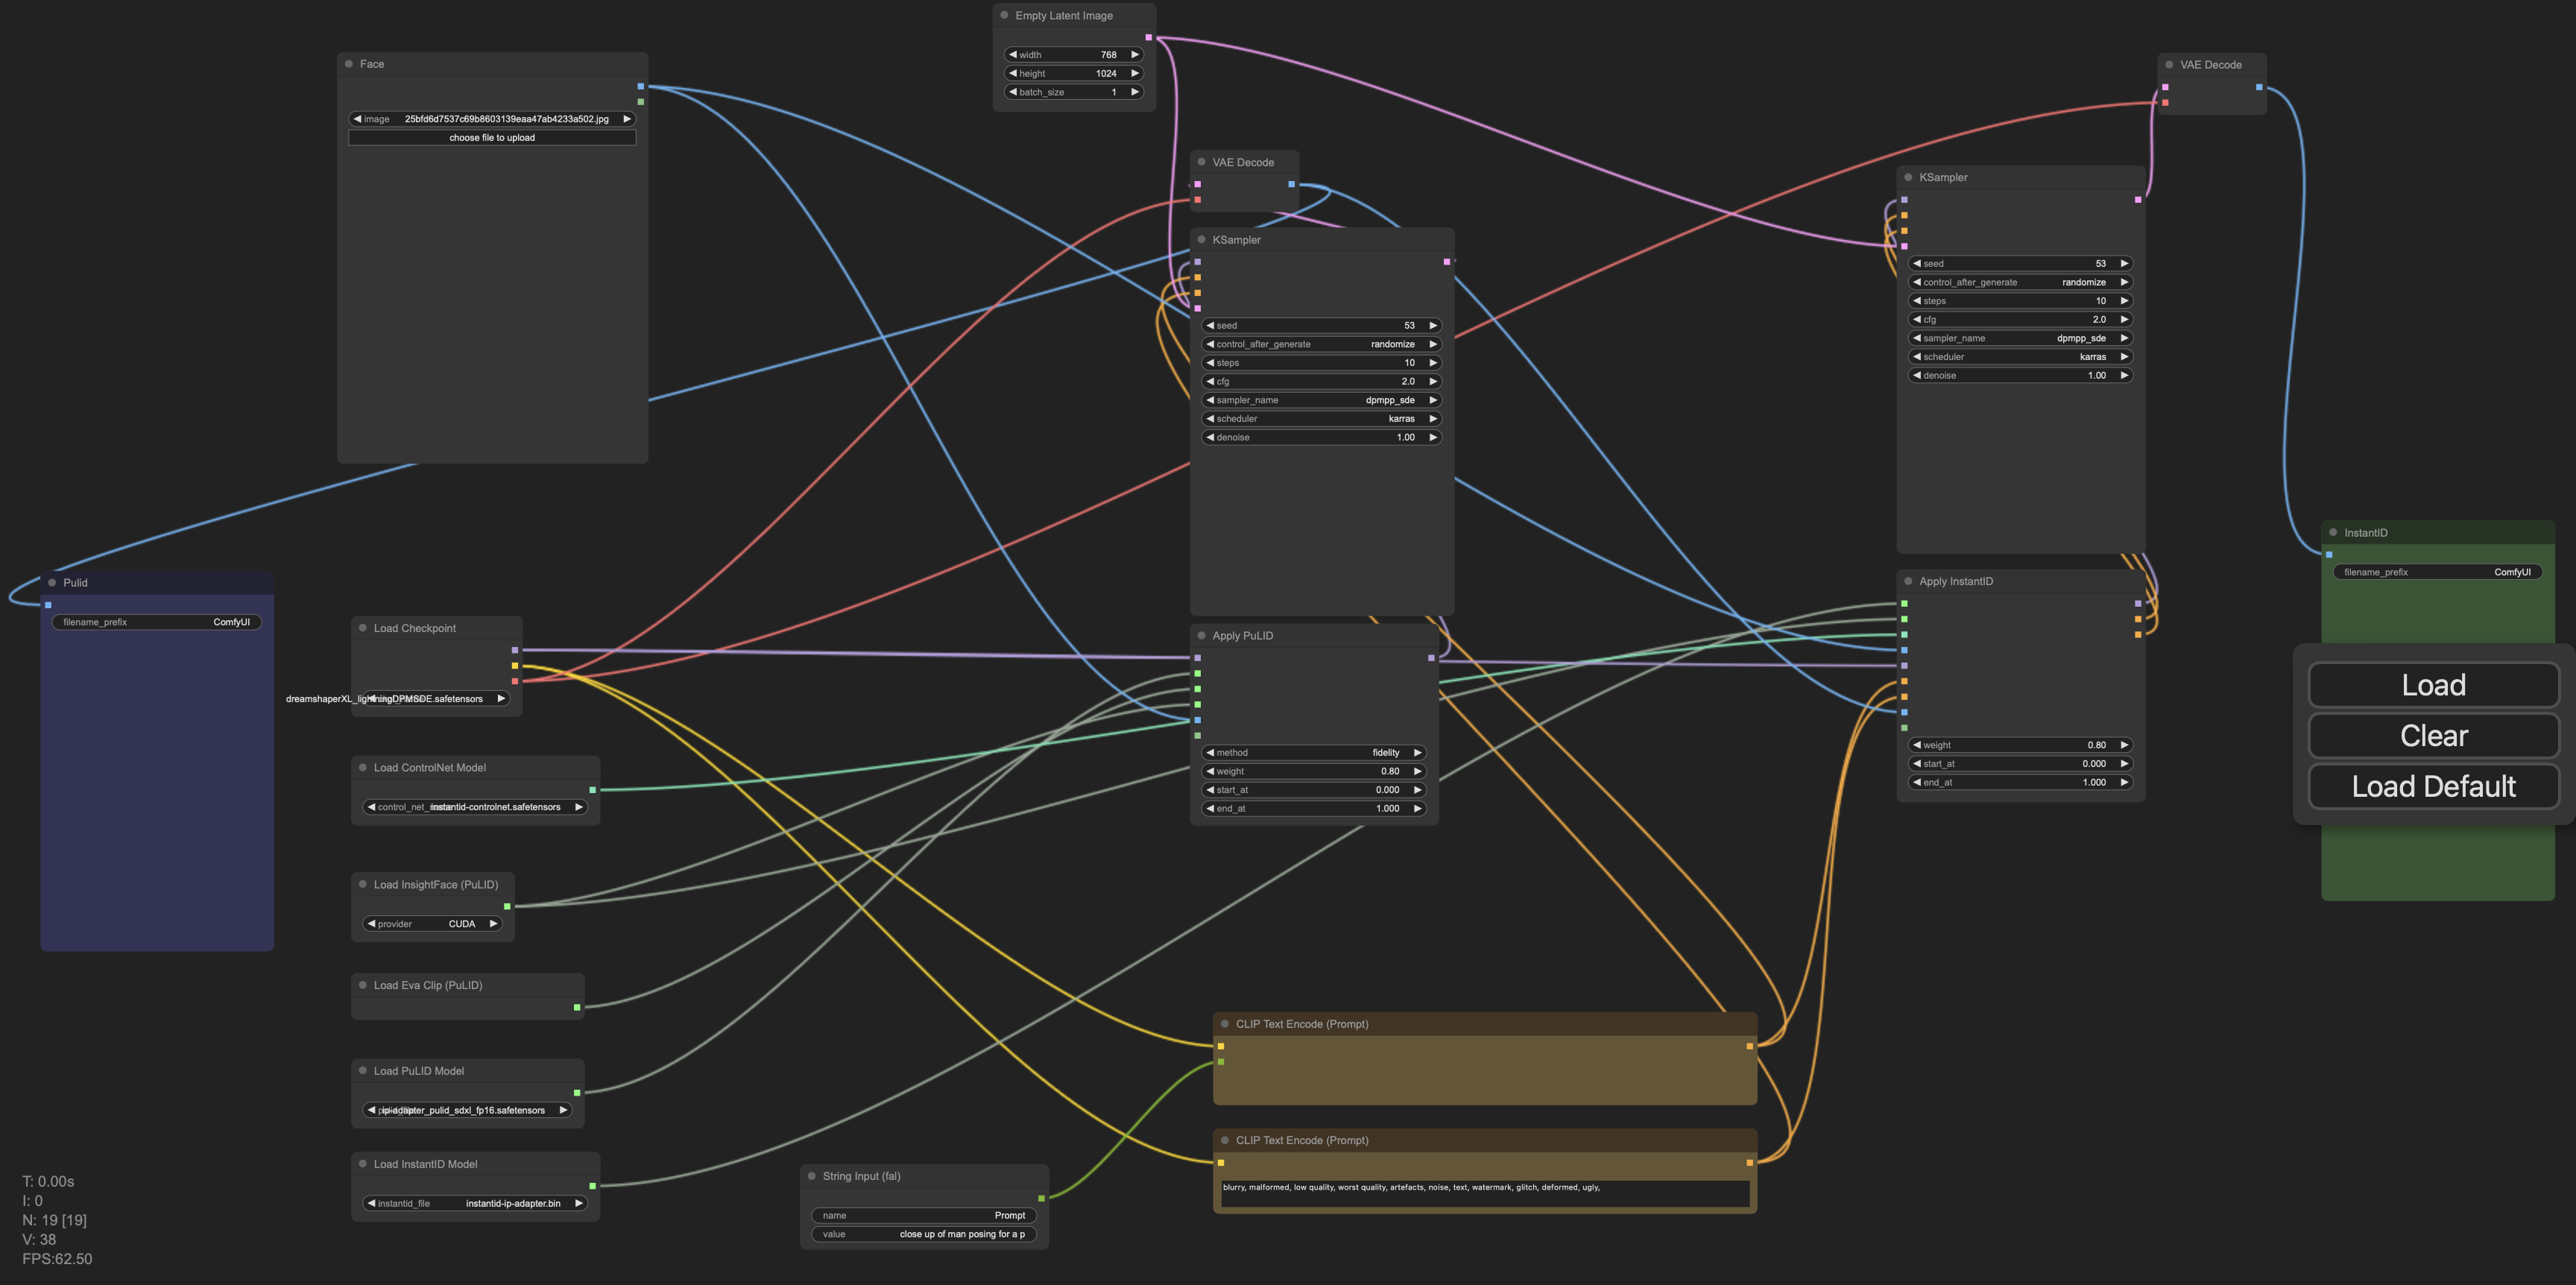 Empty Latent Image
width 768
height 1024
batch_size 1
Face
image 25bfd6d7537c69b8603139eaa47ab4233a502.jpg
choose file to upload
VAE Decode
VAE Decode
KSampler
seed 53
control_after_generate randomize
steps 10
cfg 2.0
sampler_name dpmpp_sde
scheduler karras
denoise 1.00
KSampler
seed 53
control_after_generate randomize
steps 10
cfg 2.0
sampler_name dpmpp_sde
scheduler karras
denoise 1.00
InstantID
filename_prefix ComfyUI
Load
Clear
Load Default
Pulid
filename_prefix ComfyUI
Load Checkpoint
dreamshaperXL_lightningDPMSDE.safetensors
Apply PuLID
method fidelity
weight 0.80
start_at 0.000
end_at 1.000
Apply InstantID
weight 0.80
start_at 0.000
end_at 1.000
Load ControlNet Model
instantid-controlnet.safetensors
Load InsightFace (PuLID)
provider CUDA
Load Eva Clip (PuLID)
Load PuLID Model
ip-adapter_pulid_sdxl_fp16.safetensors
Load InstantID Model
instantid_file instantid-ip-adapter.bin
CLIP Text Encode (Prompt)
CLIP Text Encode (Prompt)
blurry, malformed, low quality, worst quality, artefacts, noise, text, watermark, glitch, deformed, ugly,
String Input (fal)
name Prompt
value close up of man posing for a p
T: 0.00s
I: 0
N: 19 [19]
V: 38
FPS:62.50